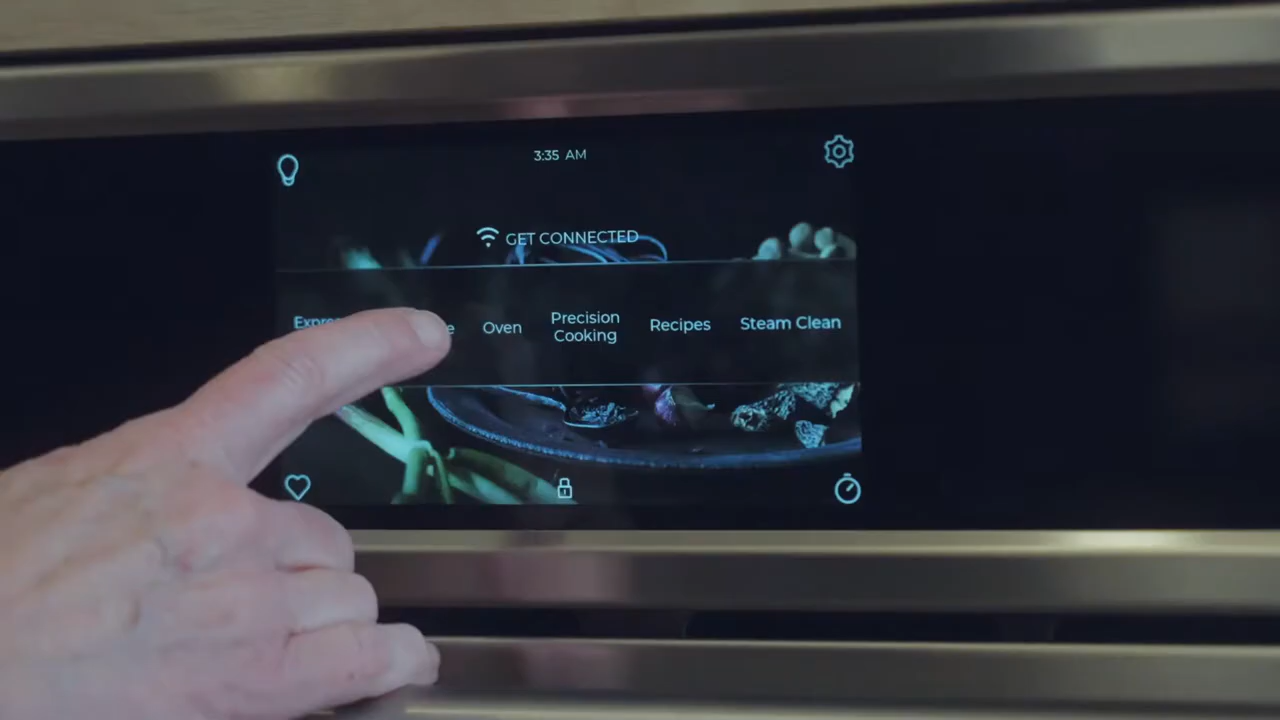 3:35 AM
GET CONNECTED
Oven
Precision
Cooking
Recipes
Steam Clean